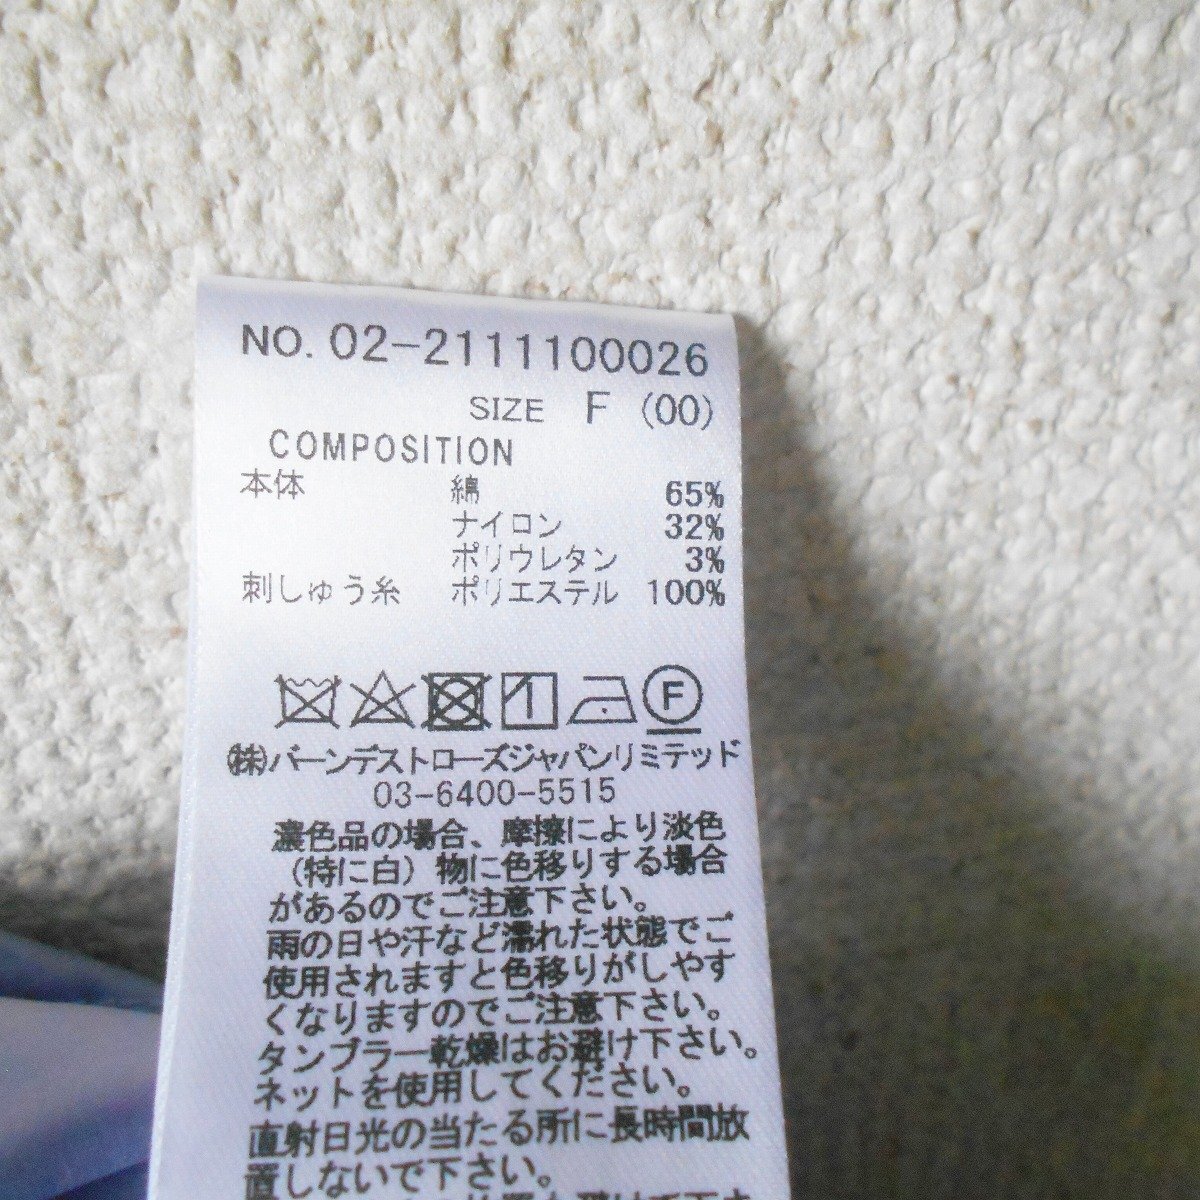 NO. 02-2111100026
SIZE F (00)
COMPOSITION
本体 綿 65%
ナイロン 32%
ポリウレタン 3%
刺しゅう糸 ポリエステル 100%
F
㈱バーンデストローズジャパンリミテッド
03-6400-5515
濃色品の場合、摩擦により淡色
（特に白）物に色移りする場合
があるのでご注意下さい。
雨の日や汗など濡れた状態でご
使用されますと色移りがしやす
くなりますのでご注意下さい。
タンブラー乾燥はお避け下さい。
ネットを使用してください。
直射日光の当たる所に長時間放
置しないで下さい。